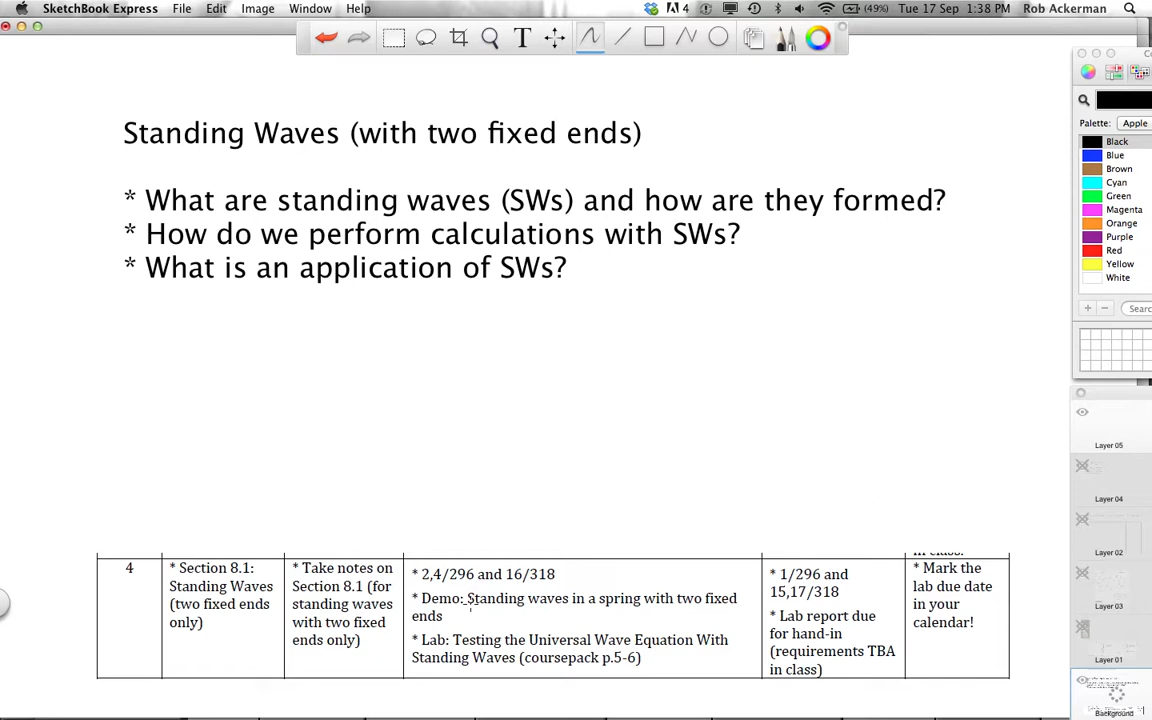 SketchBook Express File Edit Image Window Help 4 (49%) Tue 17 Sep 1:38 PM Rob Ackerman
T
Standing Waves (with two fixed ends)
* What are standing waves (SWs) and how are they formed?
* How do we perform calculations with SWs?
* What is an application of SWs?
Palette: Apple
Black
Blue
Brown
Cyan
Green
Magenta
Orange
Purple
Red
Yellow
White
Layer 05
Layer 04
Layer 02
Layer 03
Layer 01
Background
4
* Section 8.1:
Standing Waves
(two fixed ends
only)
* Take notes on
Section 8.1 (for
standing waves
with two fixed
ends only)
* 2,4/296 and 16/318
* Demo: Standing waves in a spring with two fixed
ends
* Lab: Testing the Universal Wave Equation With
Standing Waves (coursepack p.5-6)
* 1/296 and
15,17/318
* Lab report due
for hand-in
(requirements TBA
in class)
* Mark the
lab due date
in your
calendar!